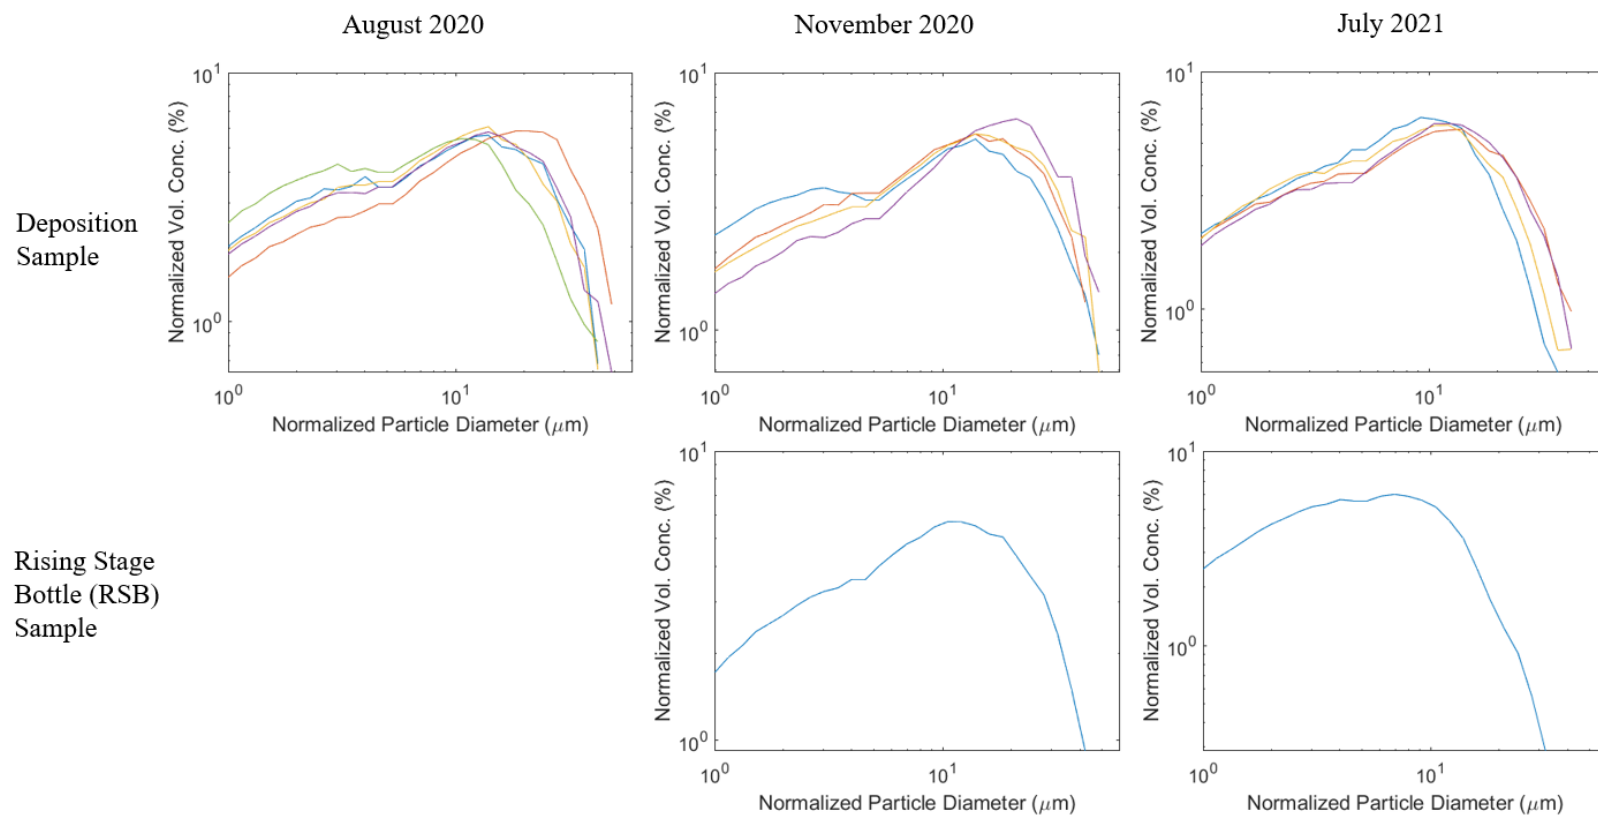 August 2020
November 2020
July 2021
Deposition
Sample
Normalized Vol. Conc. (%)
10^1
10^0
10^0
10^1
Normalized Particle Diameter (μm)
Normalized Vol. Conc. (%)
10^1
10^0
10^0
10^1
Normalized Particle Diameter (μm)
Normalized Vol. Conc. (%)
10^1
10^0
10^0
10^1
Normalized Particle Diameter (μm)
Rising Stage
Bottle (RSB)
Sample
Normalized Vol. Conc. (%)
10^1
10^0
10^0
10^1
Normalized Particle Diameter (μm)
Normalized Vol. Conc. (%)
10^1
10^0
10^0
10^1
Normalized Particle Diameter (μm)